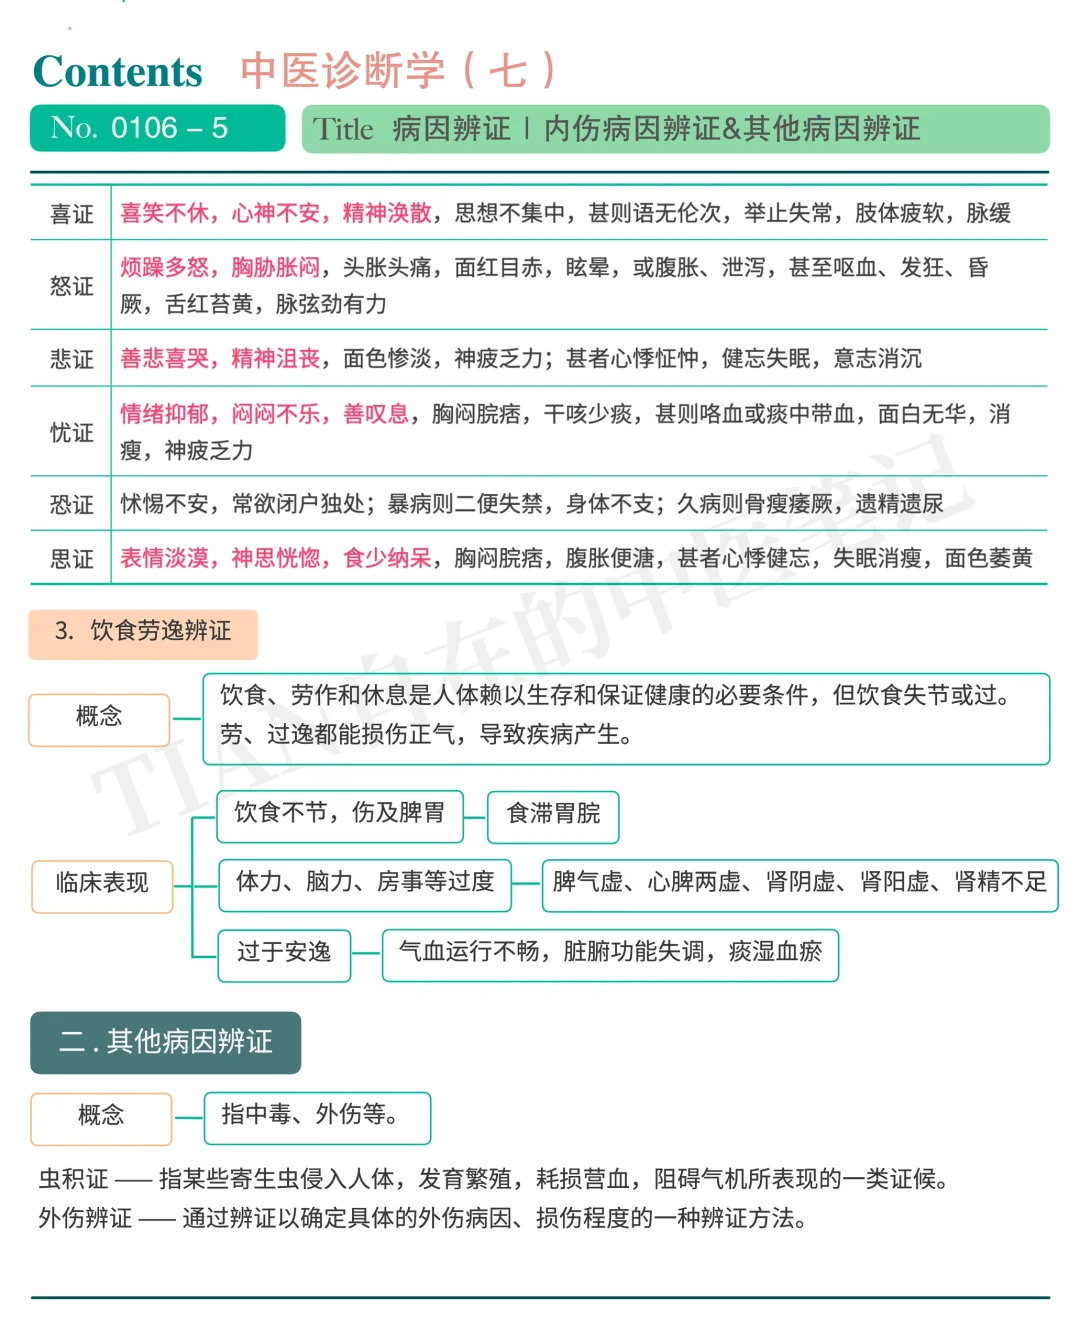 Contents 中医诊断学（七）
No. 0106 – 5
Title 病因辨证 | 内伤病因辨证&其他病因辨证
喜证 喜笑不休，心神不安，精神涣散，思想不集中，甚则语无伦次，举止失常，肢体疲软，脉缓
怒证 烦躁多怒，胸胁胀闷，头胀头痛，面红目赤，眩晕，或腹胀、泄泻，甚至呕血、发狂、昏
厥，舌红苔黄，脉弦劲有力
悲证 善悲喜哭，精神沮丧，面色惨淡，神疲乏力；甚者心悸怔忡，健忘失眠，意志消沉
忧证 情绪抑郁，闷闷不乐，善叹息，胸闷脘痞，干咳少痰，甚则咯血或痰中带血，面白无华，消
瘦，神疲乏力
恐证 怵惕不安，常欲闭户独处；暴病则二便失禁，身体不支；久病则骨瘦痿厥，遗精遗尿
思证 表情淡漠，神思恍惚，食少纳呆，胸闷脘痞，腹胀便溏，甚者心悸健忘，失眠消瘦，面色萎黄
3. 饮食劳逸辨证
概念
饮食、劳作和休息是人体赖以生存和保证健康的必要条件，但饮食失节或过。
劳、过逸都能损伤正气，导致疾病产生。
饮食不节，伤及脾胃 食滞胃脘
临床表现
体力、脑力、房事等过度 脾气虚、心脾两虚、肾阴虚、肾阳虚、肾精不足
过于安逸 气血运行不畅，脏腑功能失调，痰湿血瘀
二 . 其他病因辨证
概念 指中毒、外伤等。
虫积证 —— 指某些寄生虫侵入人体，发育繁殖，耗损营血，阻碍气机所表现的一类证候。
外伤辨证 —— 通过辨证以确定具体的外伤病因、损伤程度的一种辨证方法。
TIAN自在的中医笔记